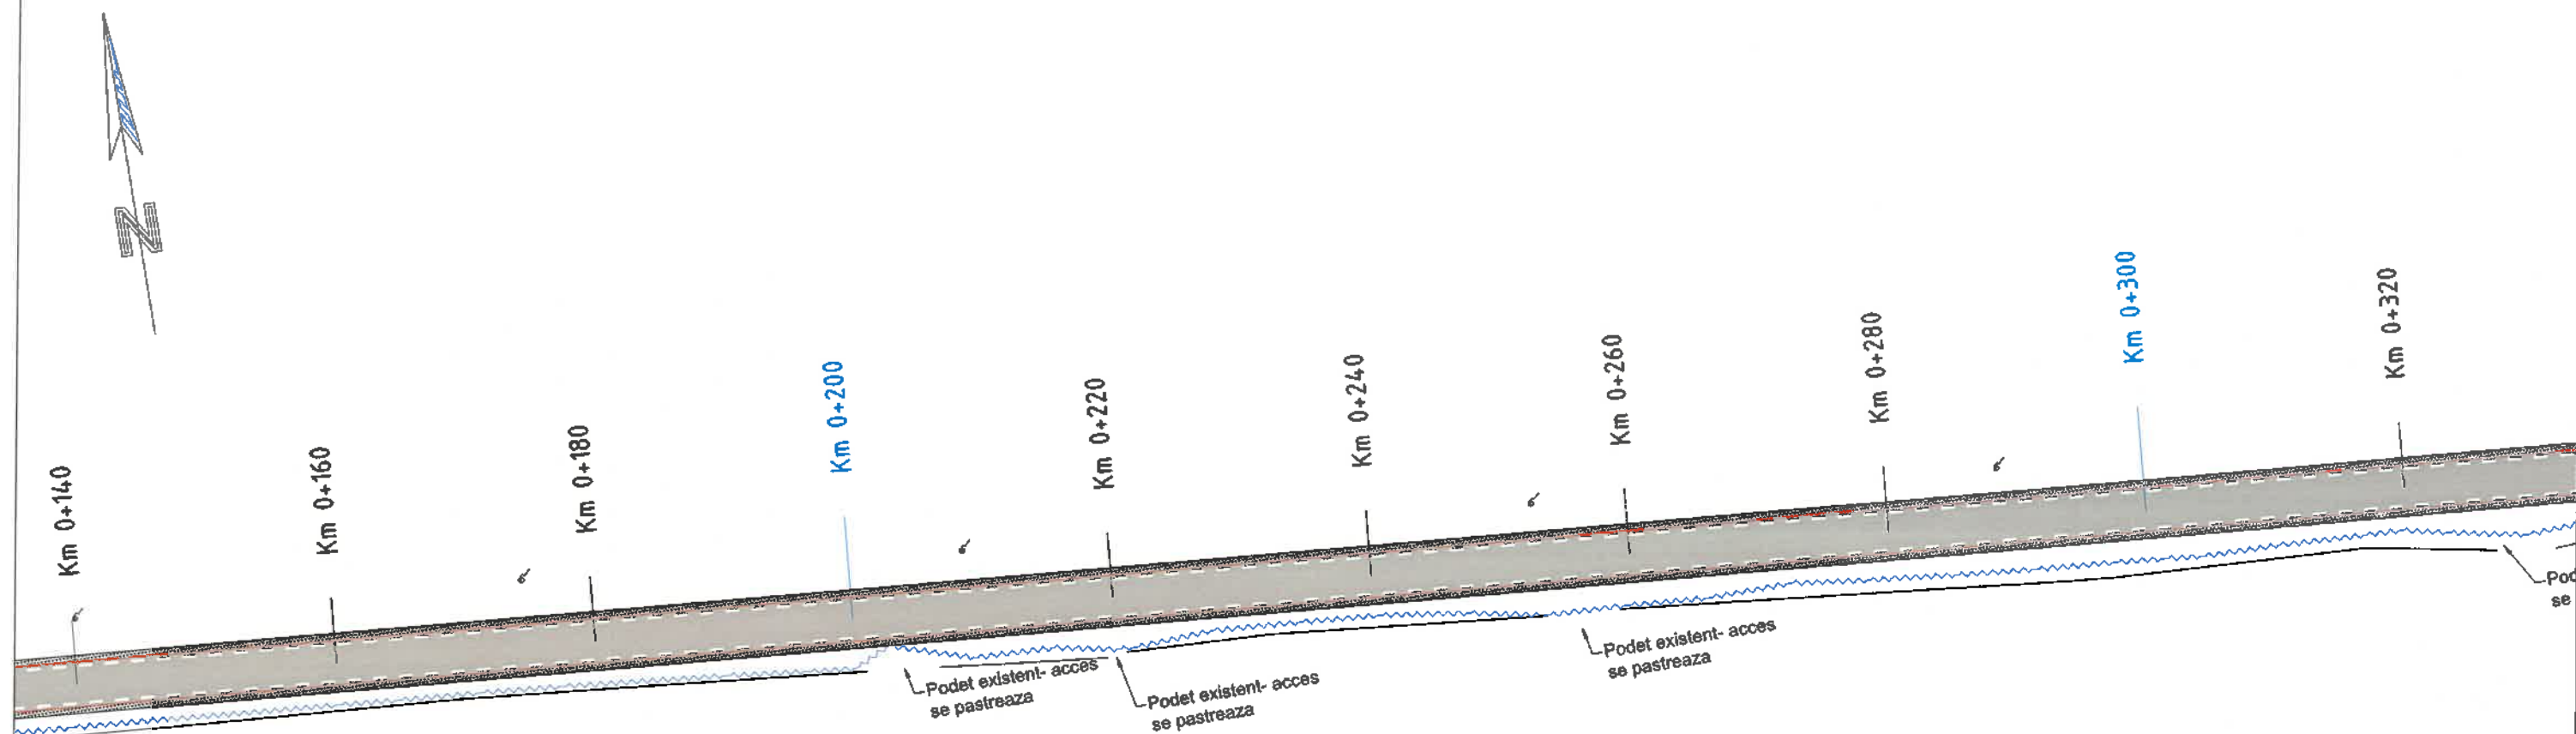 N
Km 0+140
Km 0+160
Km 0+180
Km 0+200
Km 0+220
Km 0+240
Km 0+260
Km 0+280
Km 0+300
Km 0+320
Podet existent- acces
se pastreaza
Podet existent- acces
se pastreaza
Podet existent- acces
se pastreaza
Pod
se